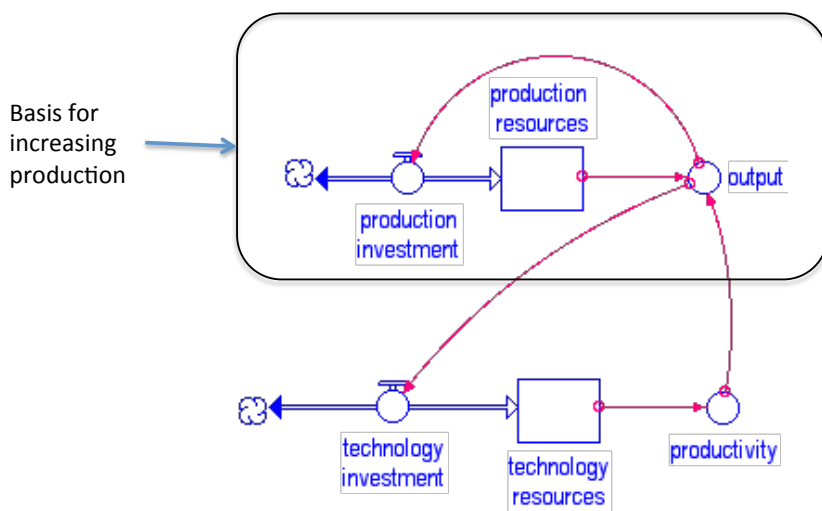 Basis for
increasing
production
production
resources
output
production
investment
technology
investment
technology
resources
productivity